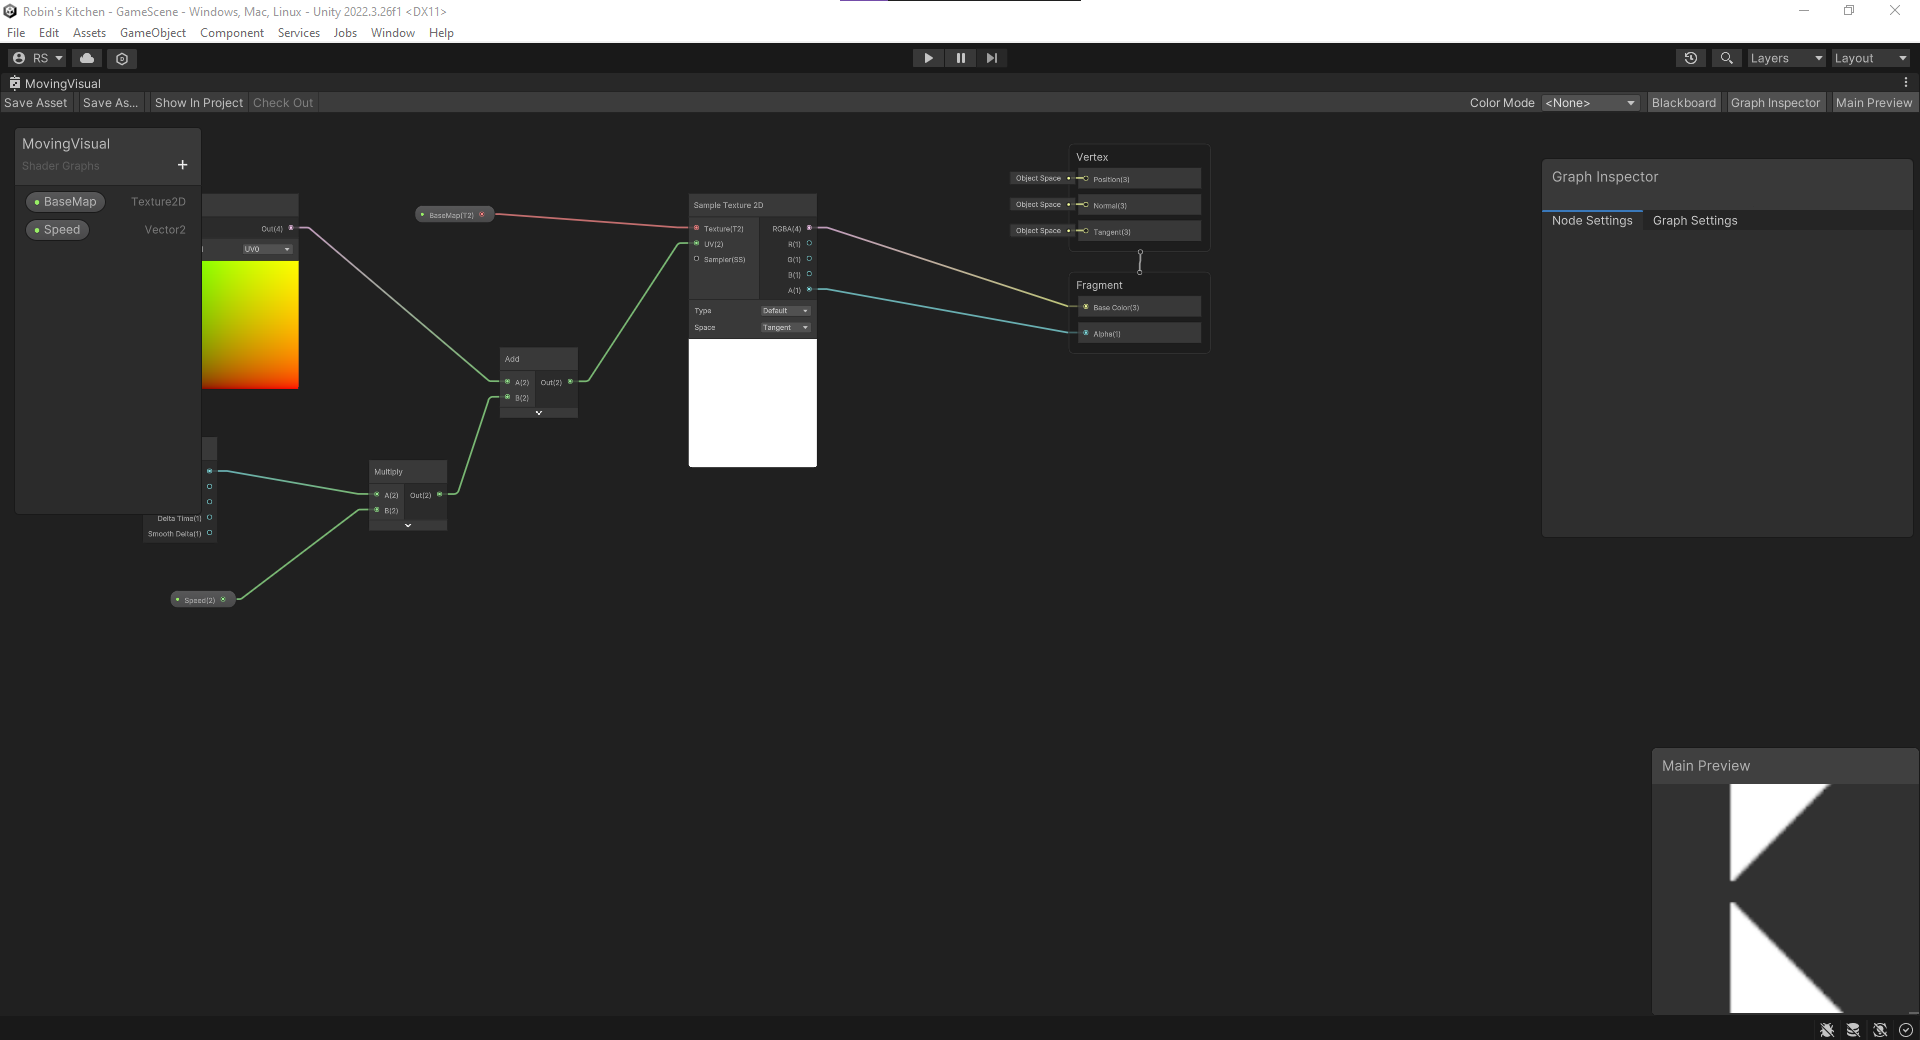 Robin's Kitchen - GameScene - Windows, Mac, Linux - Unity 2022.3.26f1 <DX11>
File Edit Assets GameObject Component Services Jobs Window Help
RS
Layers
Layout
MovingVisual
Save Asset Save As... Show In Project Check Out
Color Mode <None> Blackboard Graph Inspector Main Preview
MovingVisual
Shader Graphs
+
BaseMap Texture2D
Speed Vector2
Out(4)
UV0
Delta Time(1)
Smooth Delta(1)
Speed(2)
Multiply
A(2) Out(2)
B(2)
BaseMap(T2)
Add
A(2) Out(2)
B(2)
Sample Texture 2D
Texture(T2) RGBA(4)
UV(2) R(1)
Sampler(SS) G(1)
B(1)
A(1)
Type Default
Space Tangent
Vertex
Object Space Position(3)
Object Space Normal(3)
Object Space Tangent(3)
Fragment
Base Color(3)
Alpha(1)
Graph Inspector
Node Settings Graph Settings
Main Preview